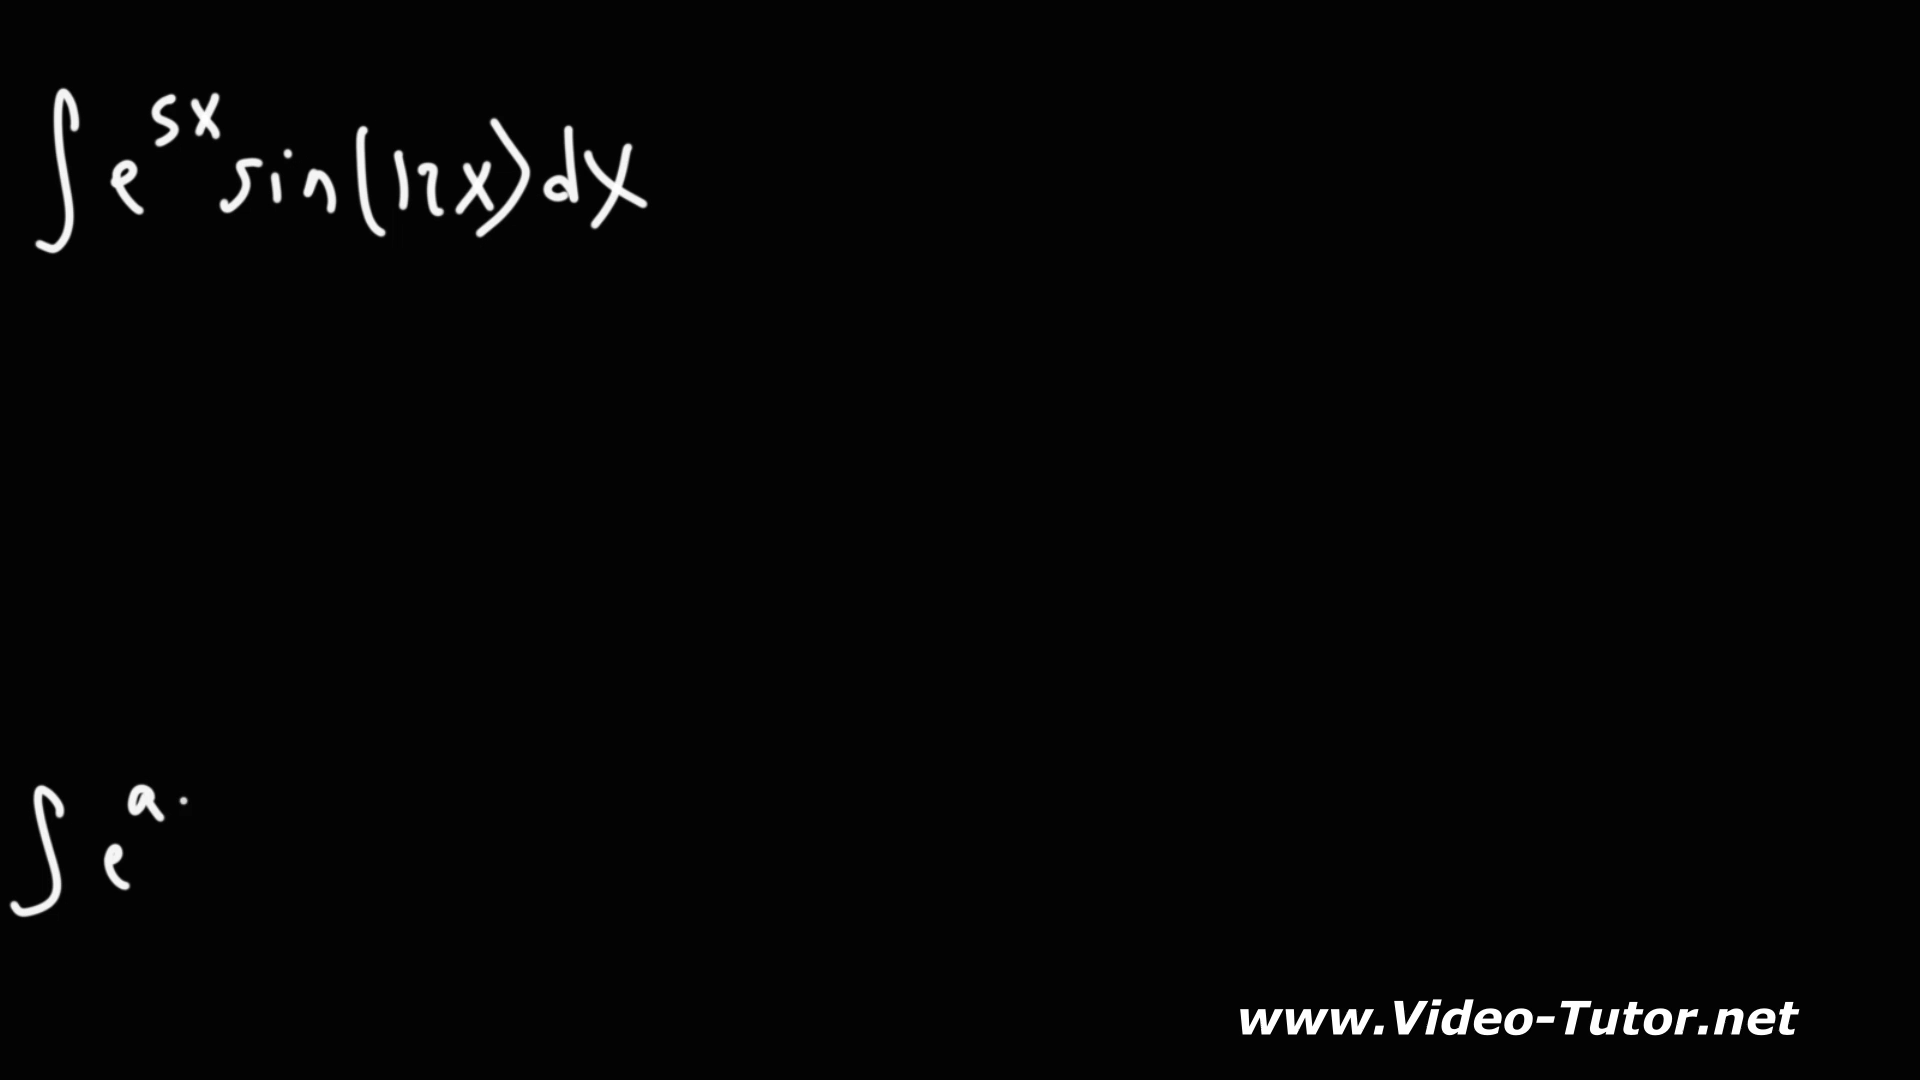 ∫ e^{5x} sin(12x) dx
∫ e^{a}
www.Video-Tutor.net